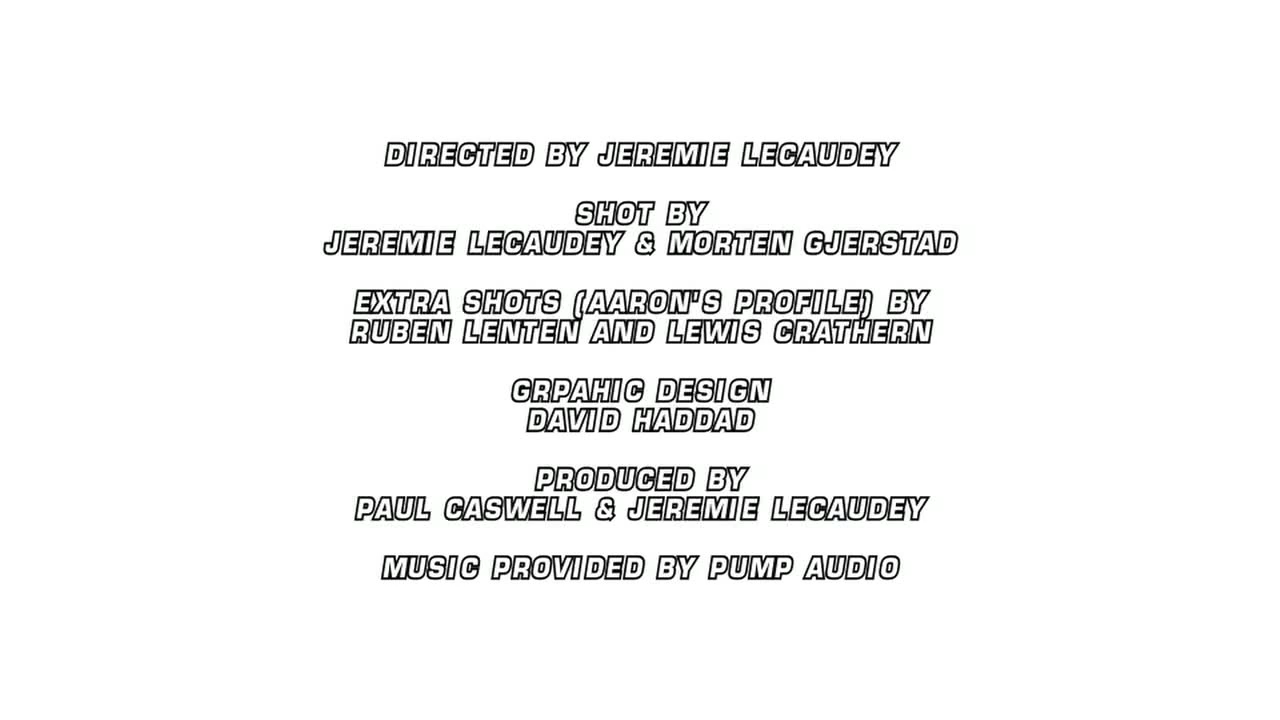 DIRECTED BY JEREMIE LECAUDEY
SHOT BY
JEREMIE LECAUDEY & MORTEN GJERSTAD
EXTRA SHOTS (AARON'S PROFILE) BY
RUBEN LENTEN AND LEWIS CRATHERN
GRPAHIC DESIGN
DAVID HADDAD
PRODUCED BY
PAUL CASWELL & JEREMIE LECAUDEY
MUSIC PROVIDED BY PUMP AUDIO